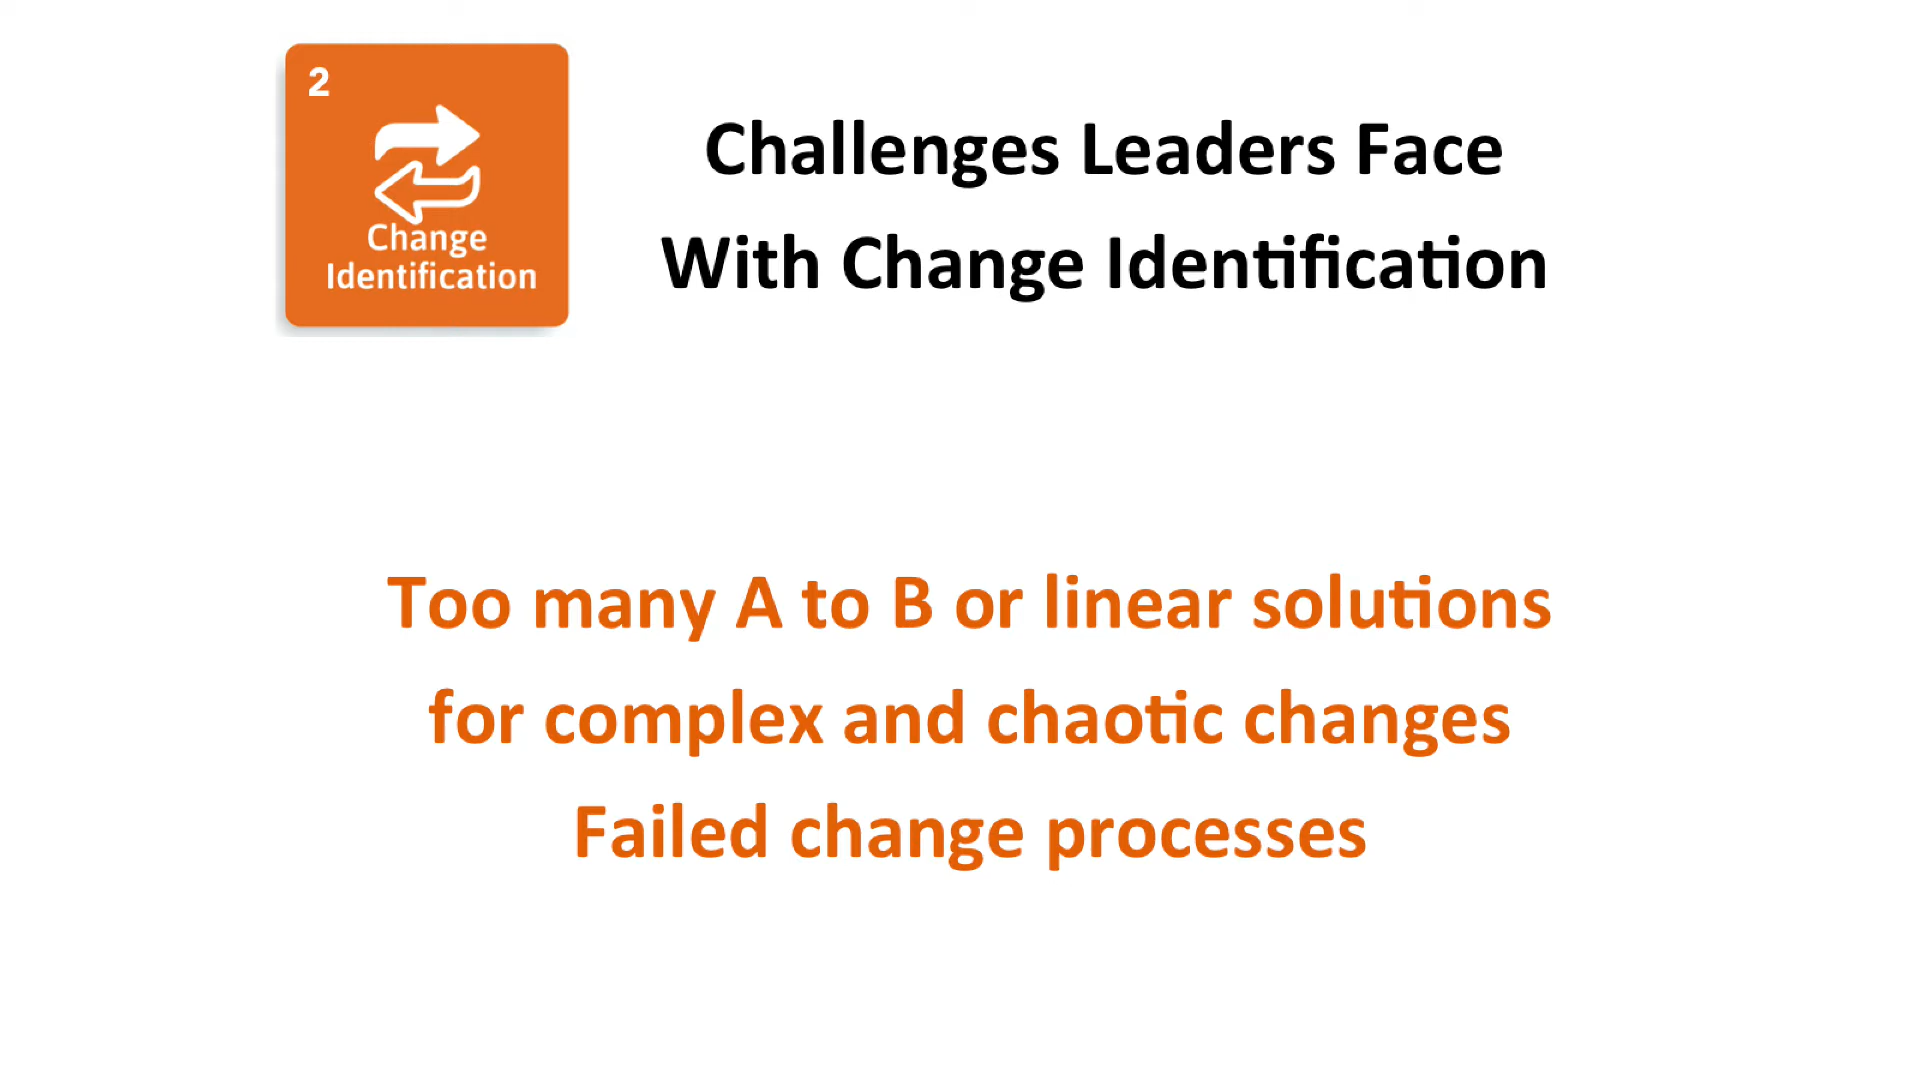 2
Change
Identification
Challenges Leaders Face
With Change Identification
Too many A to B or linear solutions
for complex and chaotic changes
Failed change processes